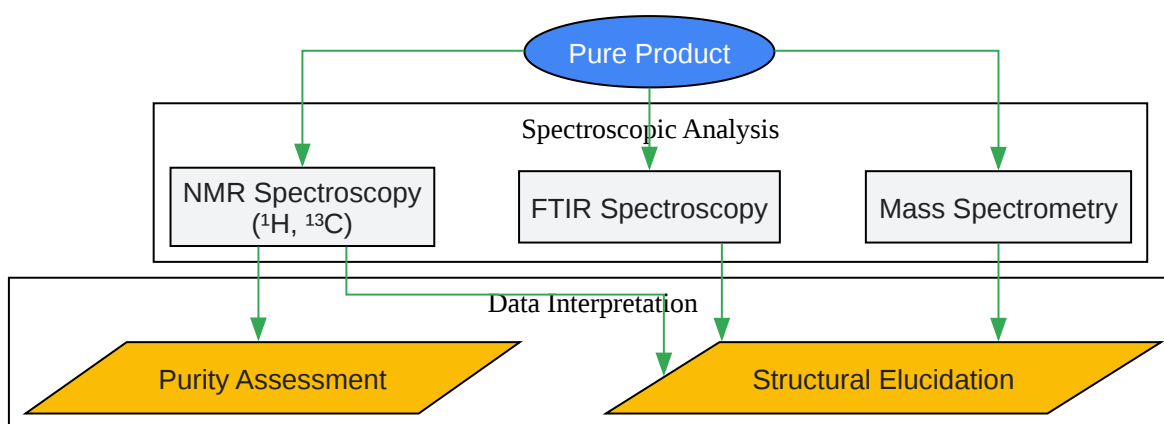 Pure Product
Spectroscopic Analysis
NMR Spectroscopy
(¹H, ¹³C)
FTIR Spectroscopy
Mass Spectrometry
Data Interpretation
Purity Assessment
Structural Elucidation